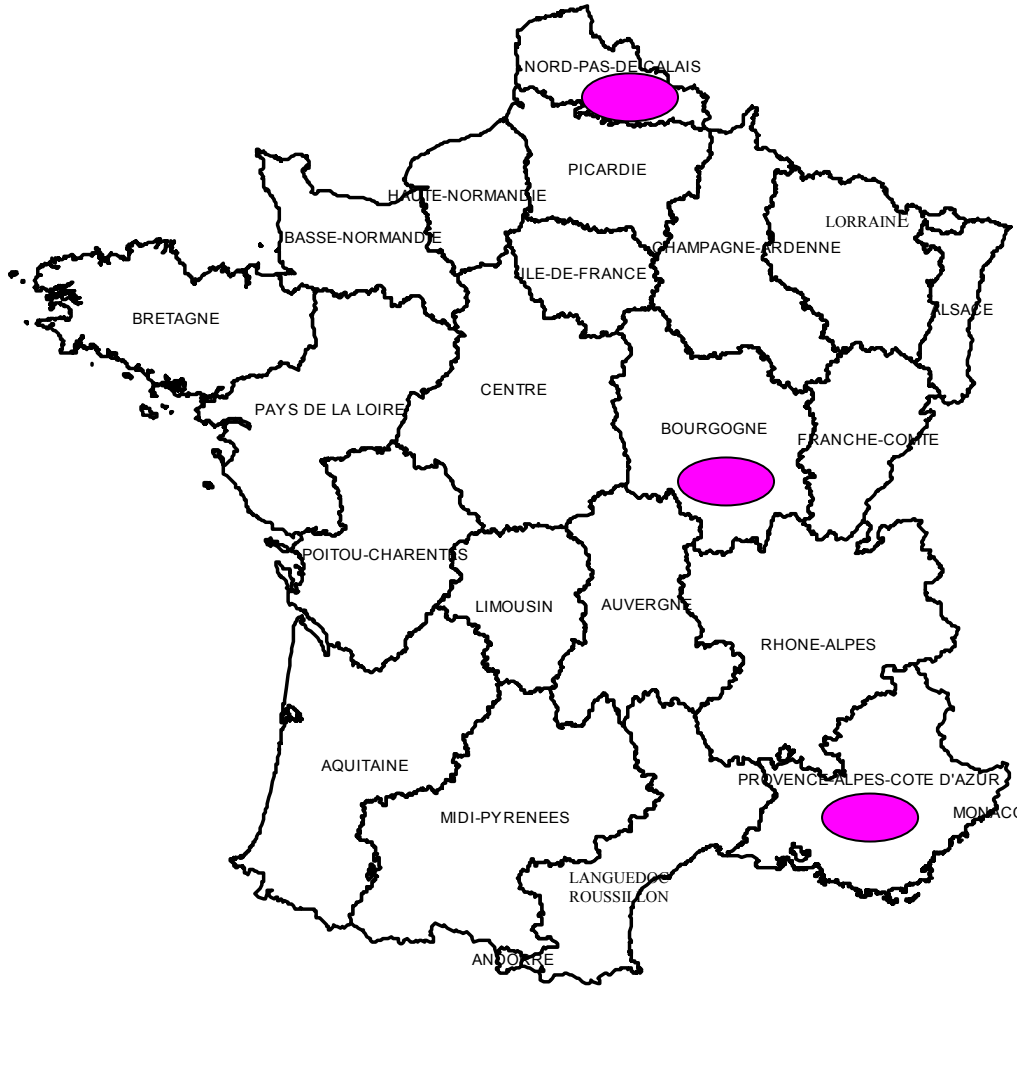 NORD-PAS-DE-CALAIS
PICARDIE
HAUTE-NORMANDIE
LORRAINE
BASSE-NORMANDIE
CHAMPAGNE-ARDENNE
ILE-DE-FRANCE
ALSACE
BRETAGNE
CENTRE
PAYS DE LA LOIRE
BOURGOGNE
FRANCHE-COMTE
POITOU-CHARENTES
LIMOUSIN
AUVERGNE
RHONE-ALPES
AQUITAINE
PROVENCE-ALPES-COTE D'AZUR
MIDI-PYRENEES
MONACO
LANGUEDOC
ROUSSILLON
ANDORRE